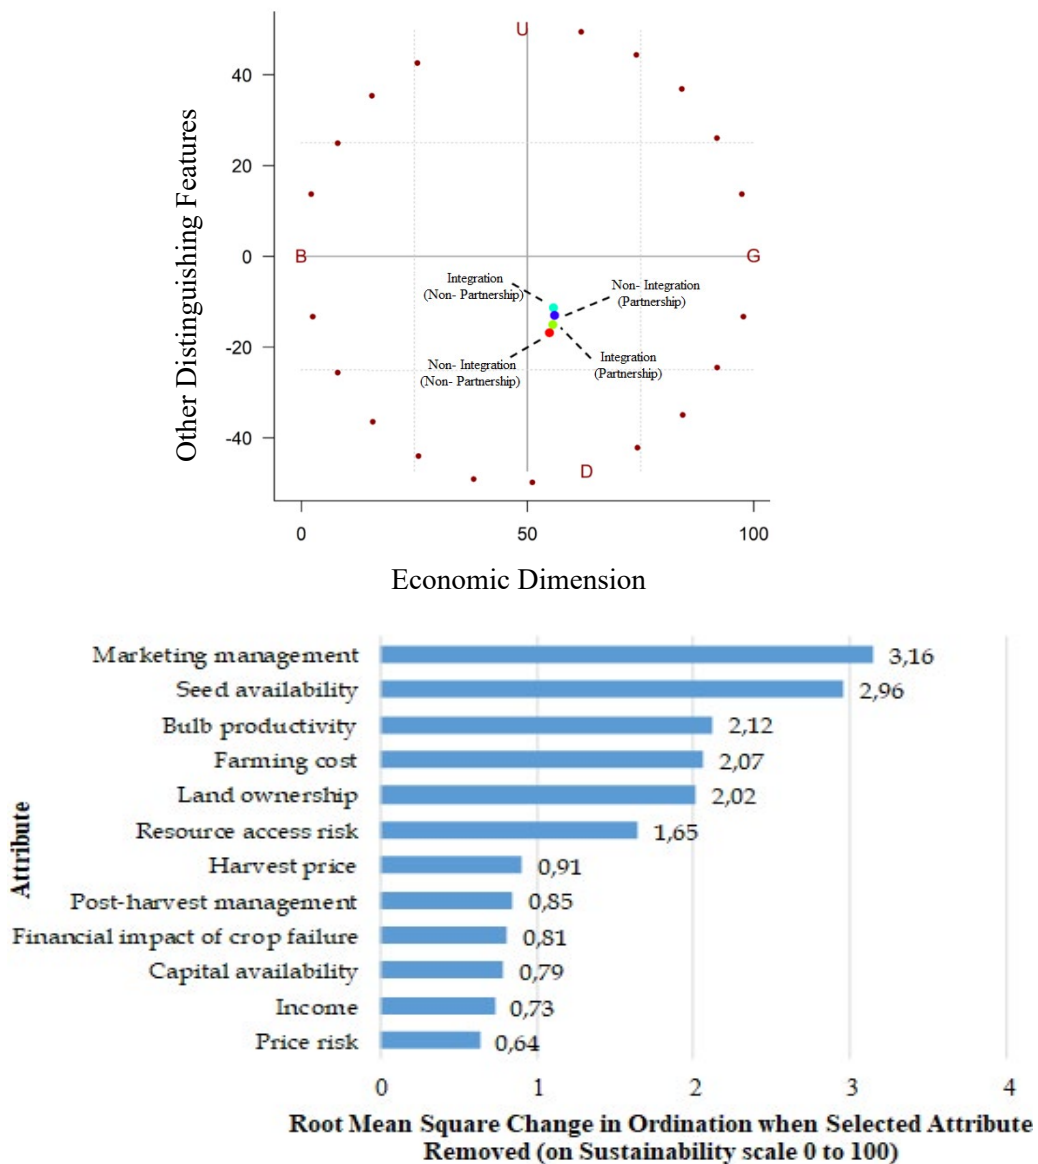 U
40
20
0
-20
-40
Other Distinguishing Features
B
G
Integration
(Non- Partnership)
Non- Integration
(Partnership)
Non- Integration
(Non- Partnership)
Integration
(Partnership)
D
0 50 100
Economic Dimension
Attribute
Marketing management 3,16
Seed availability 2,96
Bulb productivity 2,12
Farming cost 2,07
Land ownership 2,02
Resource access risk 1,65
Harvest price 0,91
Post-harvest management 0,85
Financial impact of crop failure 0,81
Capital availability 0,79
Income 0,73
Price risk 0,64
0 1 2 3 4
Root Mean Square Change in Ordination when Selected Attribute
Removed (on Sustainability scale 0 to 100)